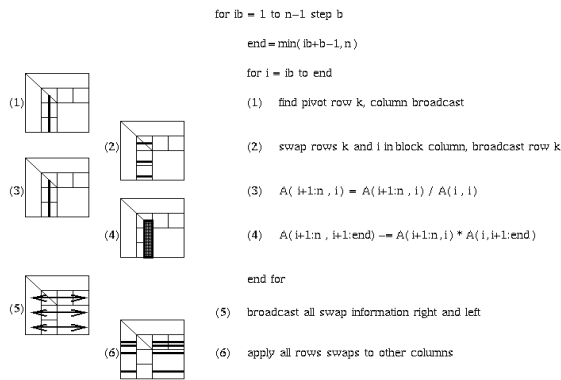 for ib = 1 to n-1 step b
end = min(ib+b-1, n)
for i = ib to end
(1) (1) find pivot row k, column broadcast
(2) (2) swap rows k and i in block column, broadcast row k
(3) (3) A( i+1:n , i) = A( i+1:n , i) / A( i , i)
(4) (4) A( i+1:n , i+1:end) -= A( i+1:n, i) * A( i, i+1:end)
end for
(5) (5) broadcast all swap information right and left
(6) (6) apply all rows swaps to other columns